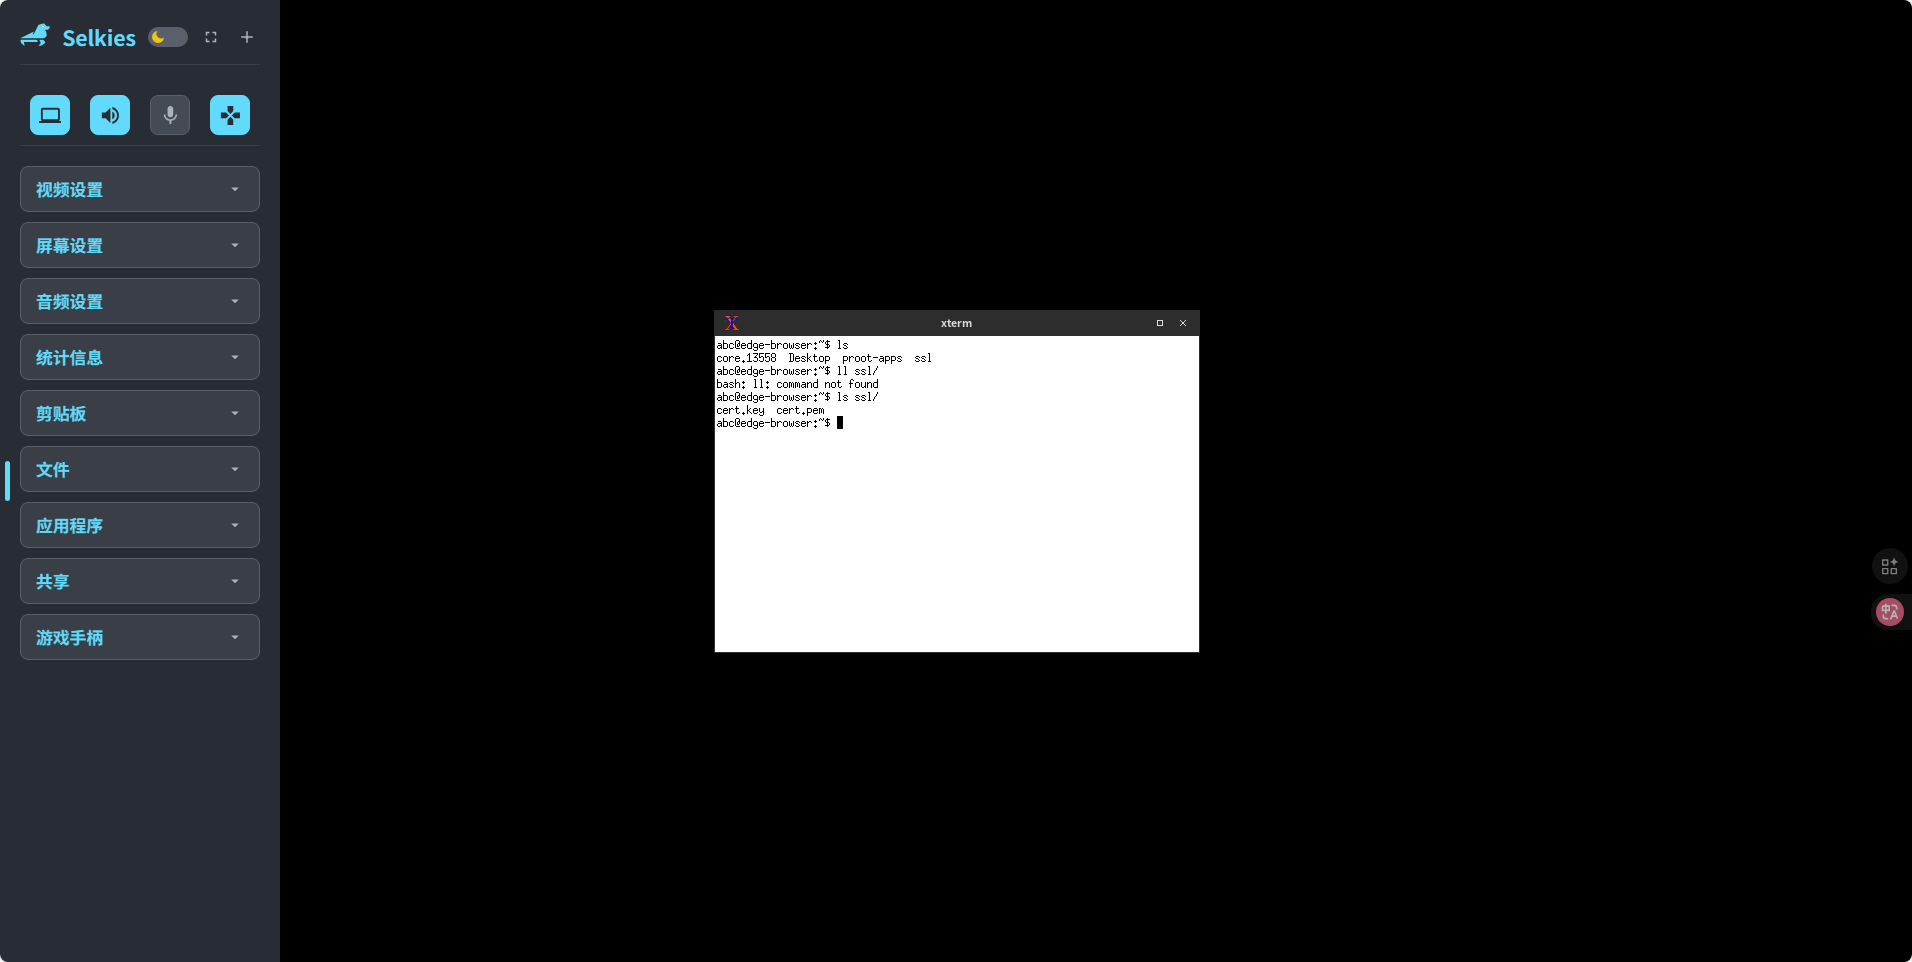 Selkies
视频设置
屏幕设置
音频设置
统计信息
剪贴板
文件
应用程序
共享
游戏手柄
xterm
abc@edge-browser:~$ ls
core.13558  Desktop  proot-apps  ssl
abc@edge-browser:~$ ll ssl/
bash: ll: command not found
abc@edge-browser:~$ ls ssl/
cert.key  cert.pem
abc@edge-browser:~$
中A